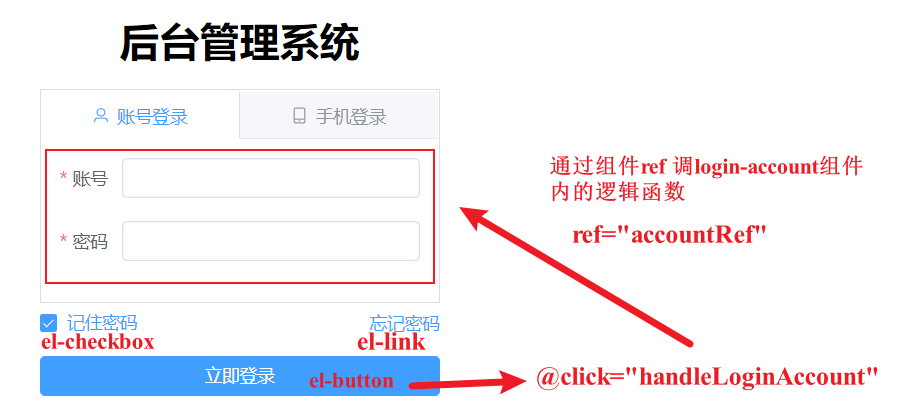 后台管理系统
账号登录
手机登录
* 账号
* 密码
通过组件ref 调login-account组件
内的逻辑函数
ref="accountRef"
记住密码
忘记密码
el-checkbox
el-link
立即登录
el-button
@click="handleLoginAccount"